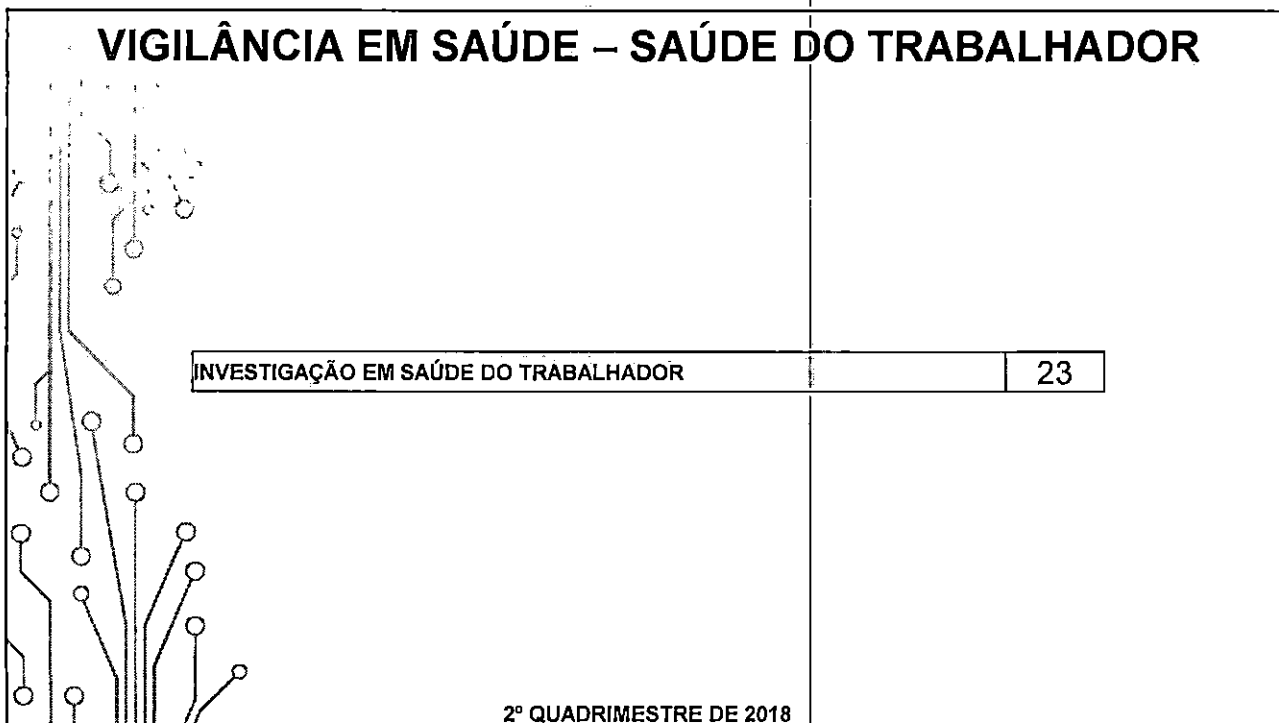 VIGILÂNCIA EM SAÚDE – SAÚDE DO TRABALHADOR
INVESTIGAÇÃO EM SAÚDE DO TRABALHADOR 23
2º QUADRIMESTRE DE 2018